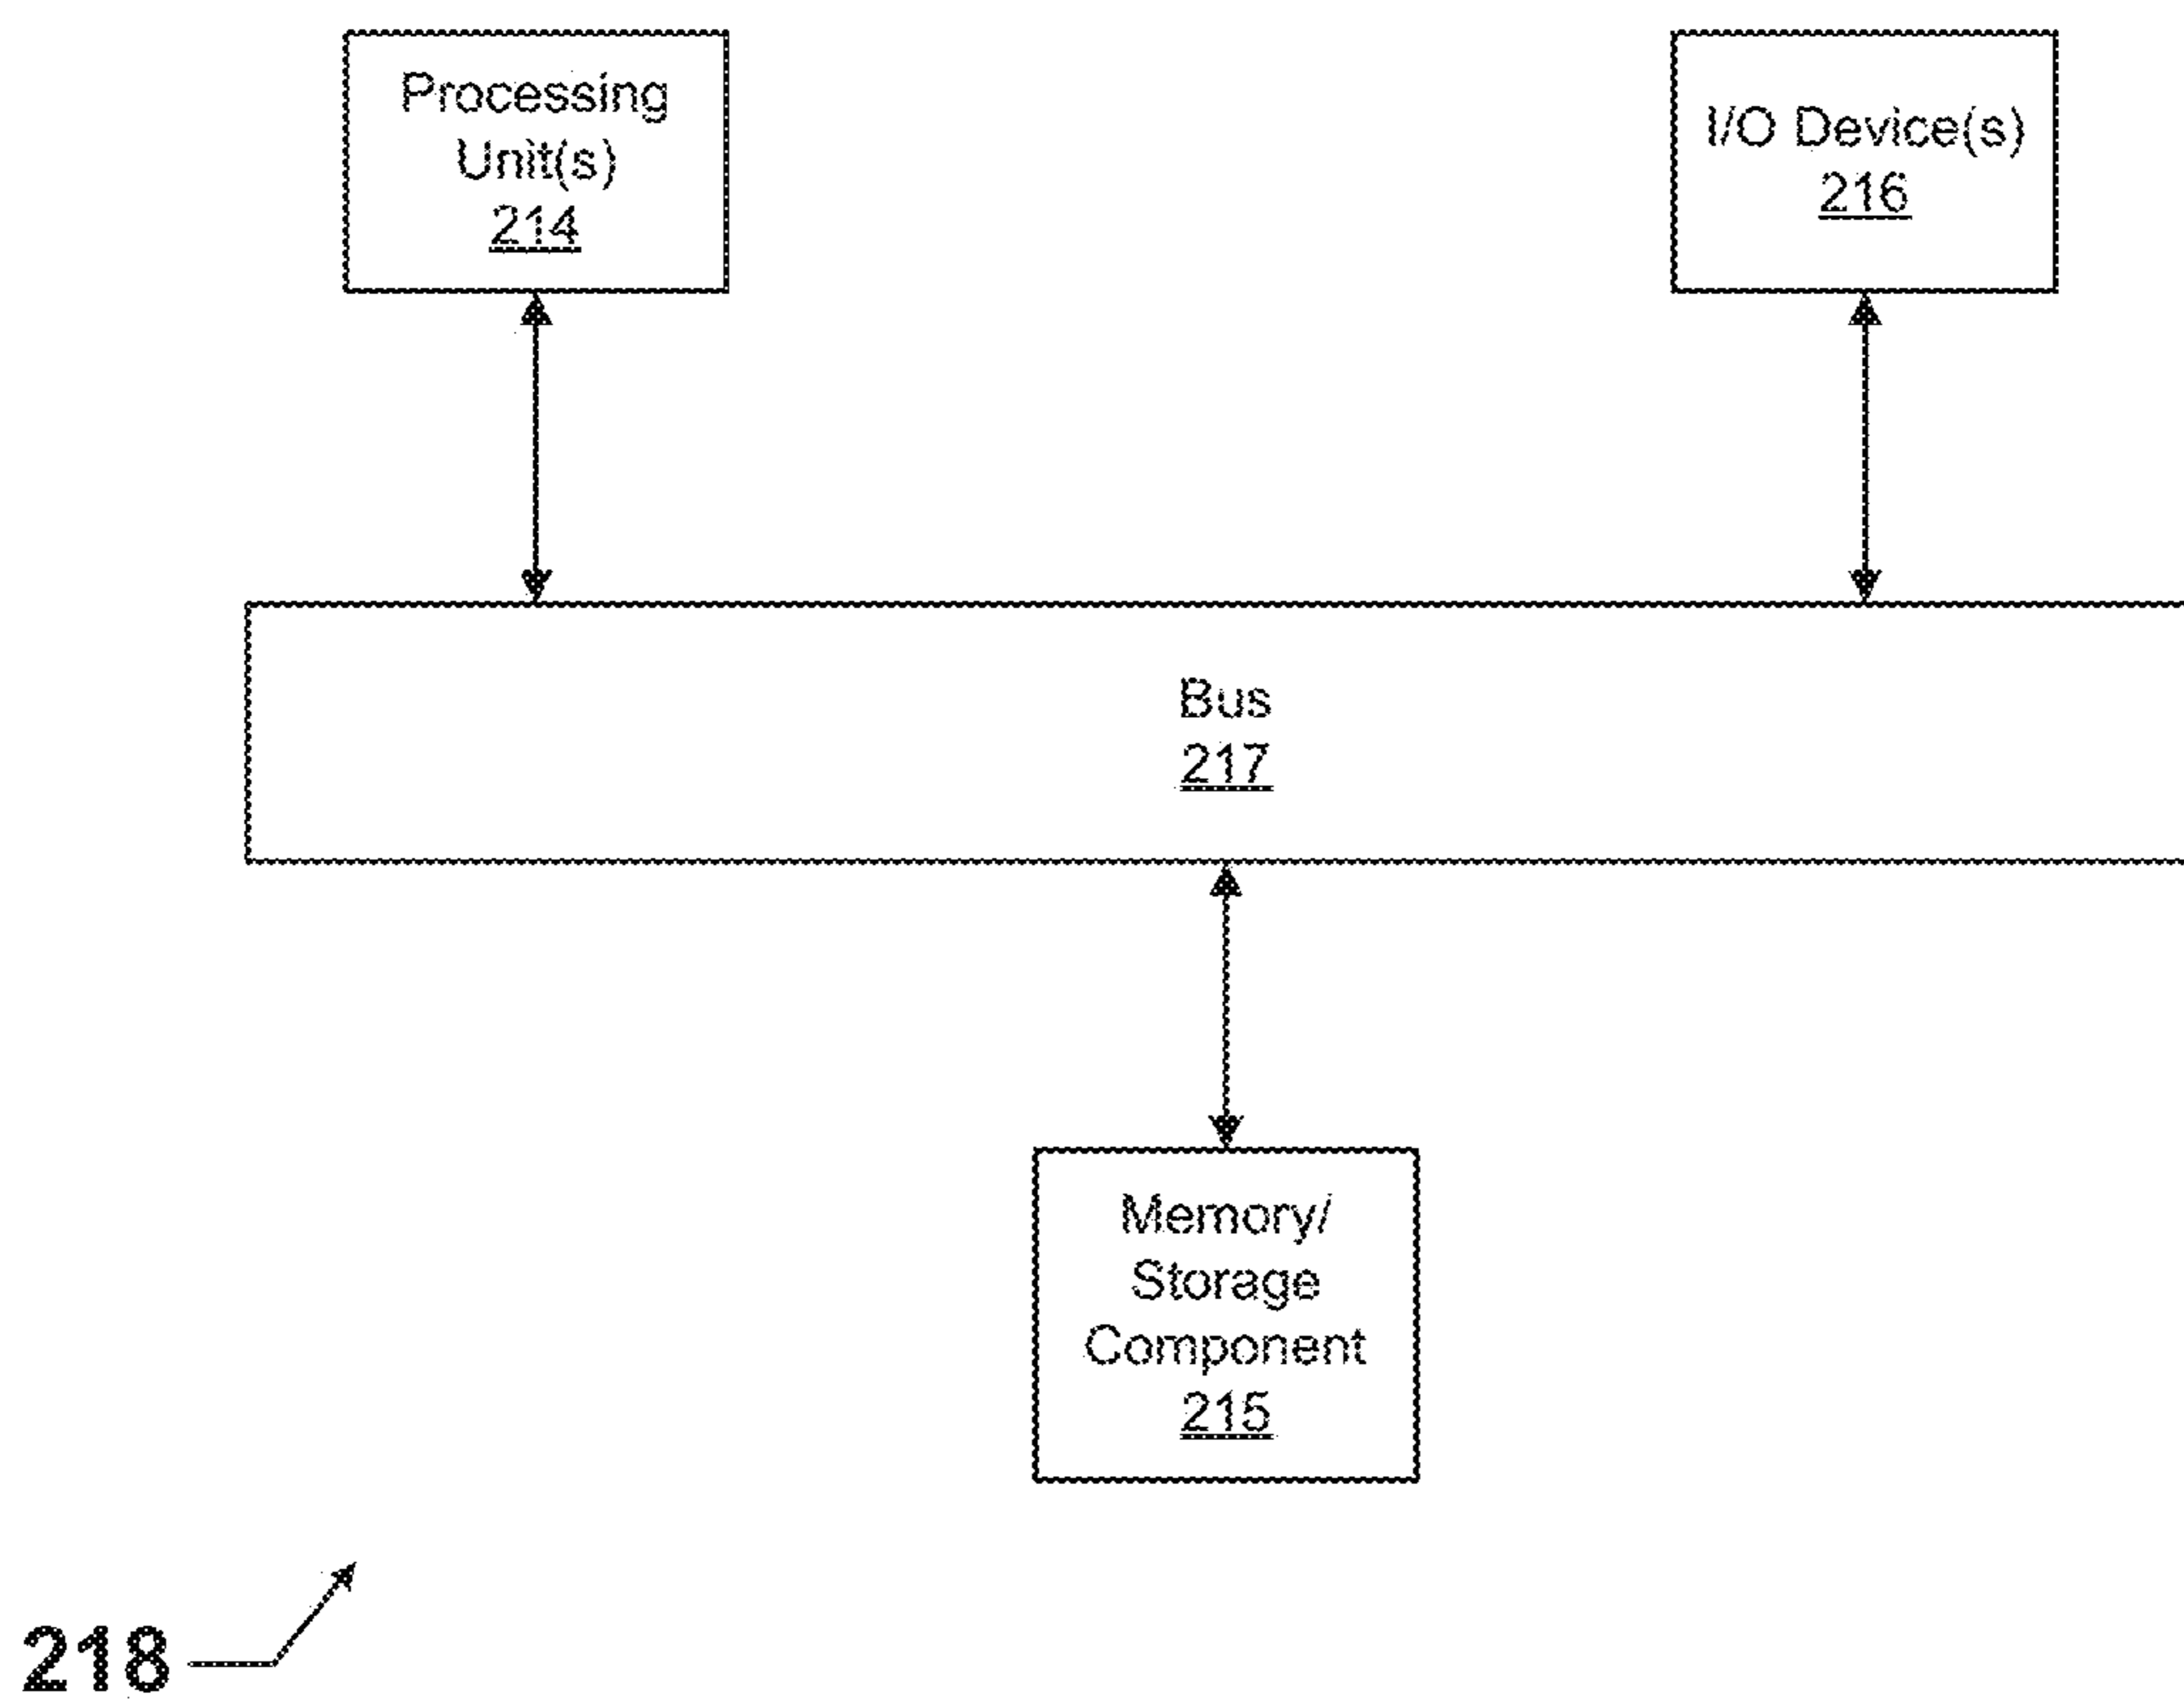 Processing
Unit(s)
214
I/O Device(s)
216
Bus
217
Memory/
Storage
Component
215
218